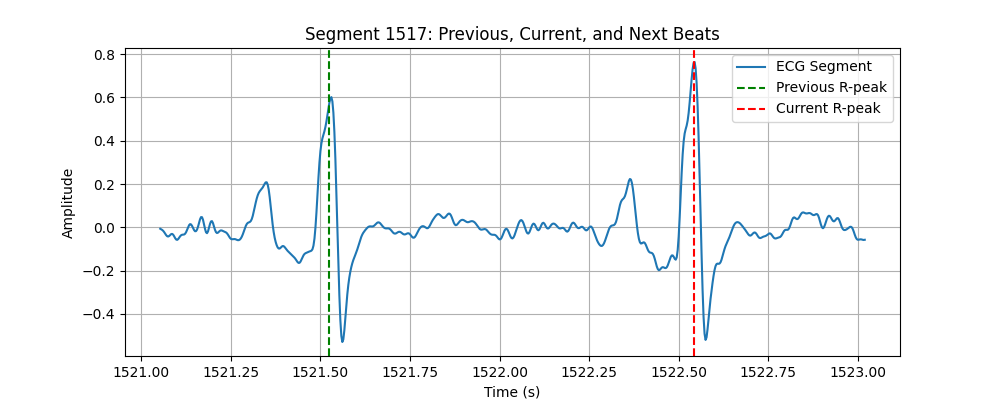 Segment 1517: Previous, Current, and Next Beats
ECG Segment
Previous R-peak
Current R-peak
Amplitude
0.8
0.6
0.4
0.2
0.0
−0.2
−0.4
1521.00 1521.25 1521.50 1521.75 1522.00 1522.25 1522.50 1522.75 1523.00
Time (s)